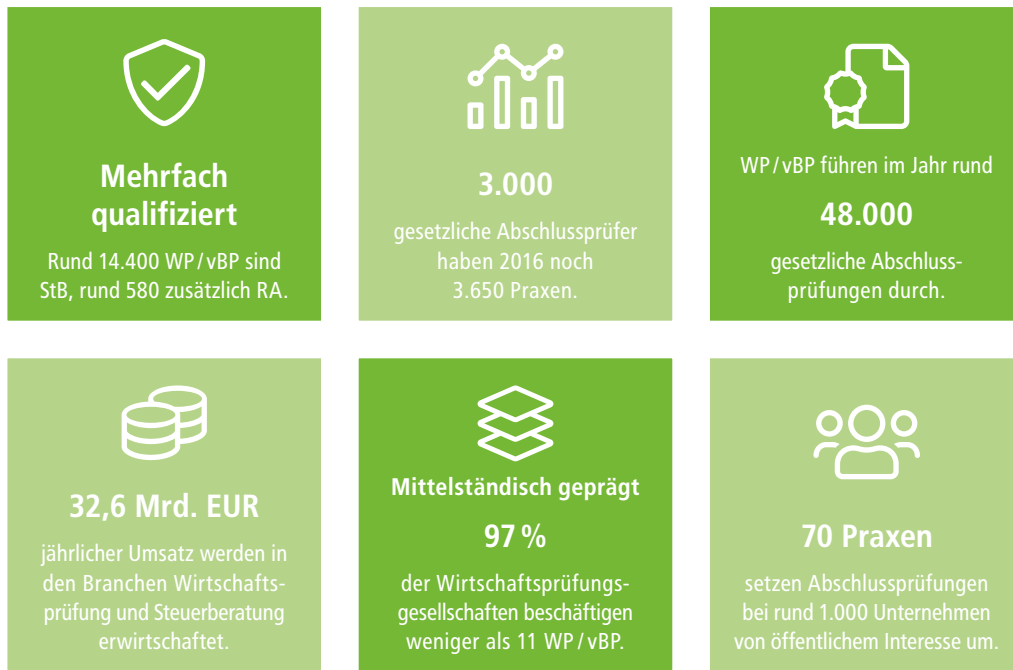 Mehrfach
qualifiziert
Rund 14.400 WP/vBP sind
StB, rund 580 zusätzlich RA.
3.000
gesetzliche Abschlussprüfer
haben 2016 noch
3.650 Praxen.
WP/vBP führen im Jahr rund
48.000
gesetzliche Abschluss-
prüfungen durch.
32,6 Mrd. EUR
jährlicher Umsatz werden in
den Branchen Wirtschafts-
prüfung und Steuerberatung
erwirtschaftet.
Mittelständisch geprägt
97 %
der Wirtschaftsprüfungs-
gesellschaften beschäftigen
weniger als 11 WP/vBP.
70 Praxen
setzen Abschlussprüfungen
bei rund 1.000 Unternehmen
von öffentlichem Interesse um.